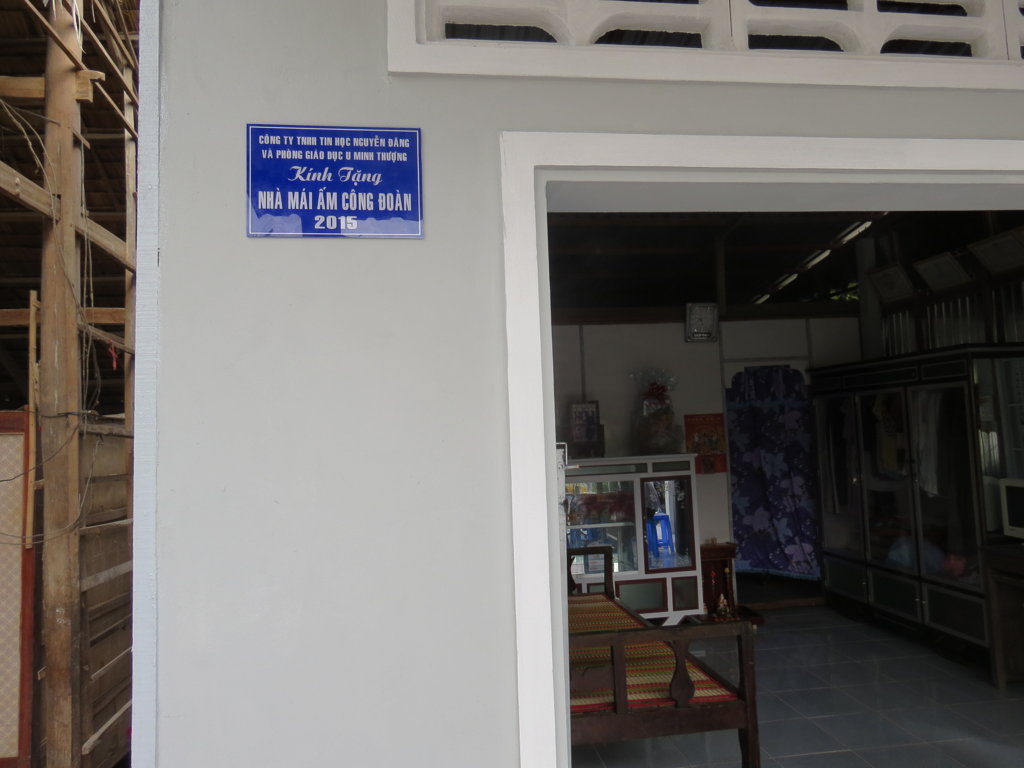 CÔNG TY TNHH TIN HỌC NGUYỄN ĐĂNG
VÀ PHÒNG GIÁO DỤC U MINH THƯỢNG
Kính Tặng
NHÀ MÁI ẤM CÔNG ĐOÀN
2015